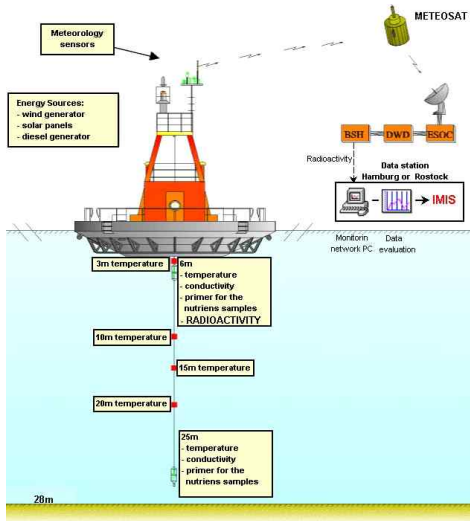 METEOSAT
Meteorology
sensors
Energy Sources:
- wind generator
- solar panels
- diesel generator
BSH
DWD
ESOC
Radioactivity
Data station
Hamburg or Rostock
IMIS
Monitorin
network PC
Data
evaluation
3m temperature
6m
- temperature
- conductivity
- primer for the
nutriens samples
- RADIOACTIVITY
10m temperature
15m temperature
20m temperature
25m
- temperature
- conductivity
- primer for the
nutriens samples
28m